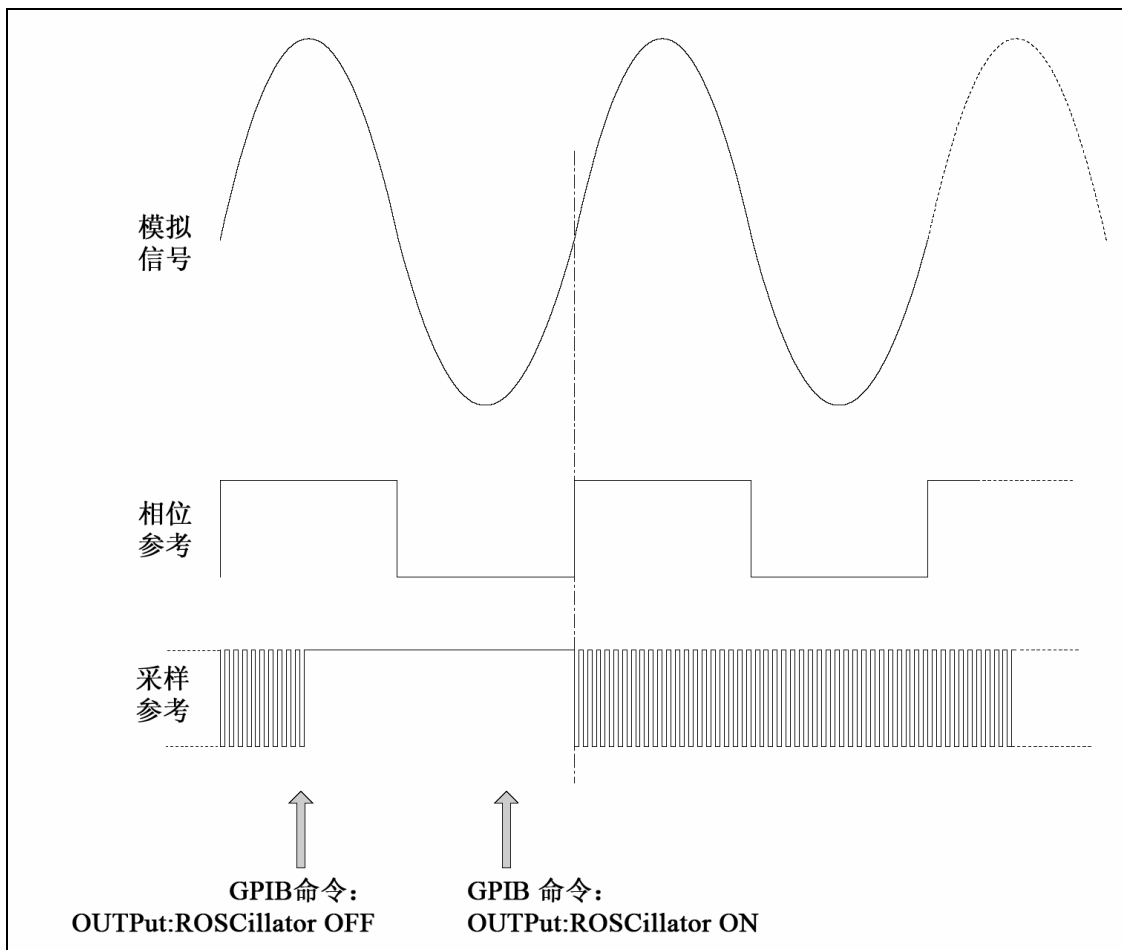 模拟
信号
相位
参考
采样
参考
GPIB命令：
OUTPut:ROSCillator OFF
GPIB 命令：
OUTPut:ROSCillator ON